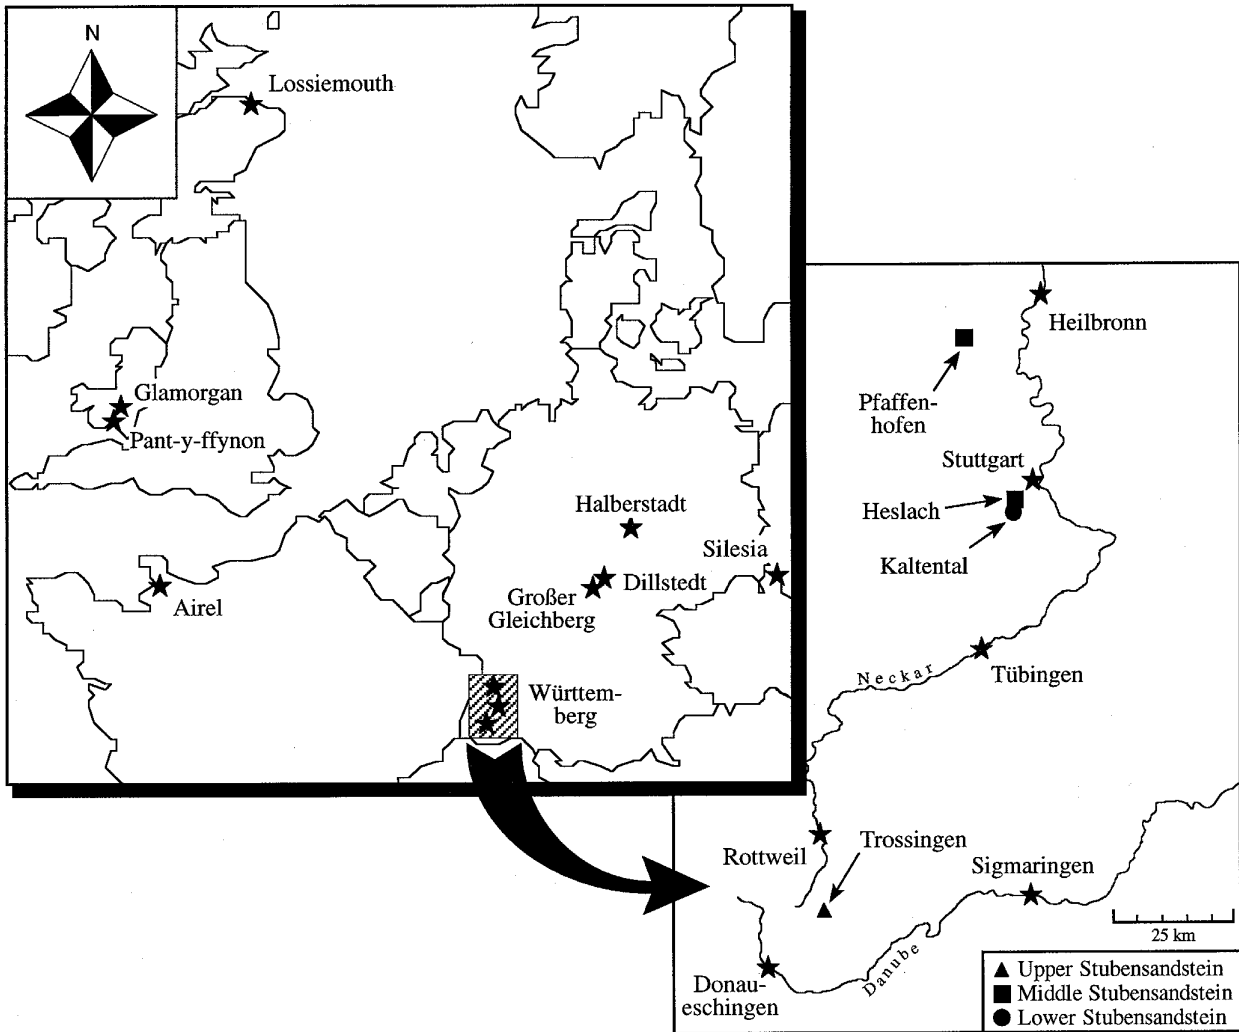 N
Lossiemouth
Glamorgan
Pant-y-ffynon
Airel
Halberstadt
Dillstedt
Großer
Gleichberg
Silesia
Württem-
berg
Heilbronn
Pfaffen-
hofen
Stuttgart
Heslach
Kaltental
Neckar
Tübingen
Rottweil
Trossingen
Sigmaringen
Danube
Donau-
eschingen
25 km
Upper Stubensandstein
Middle Stubensandstein
Lower Stubensandstein